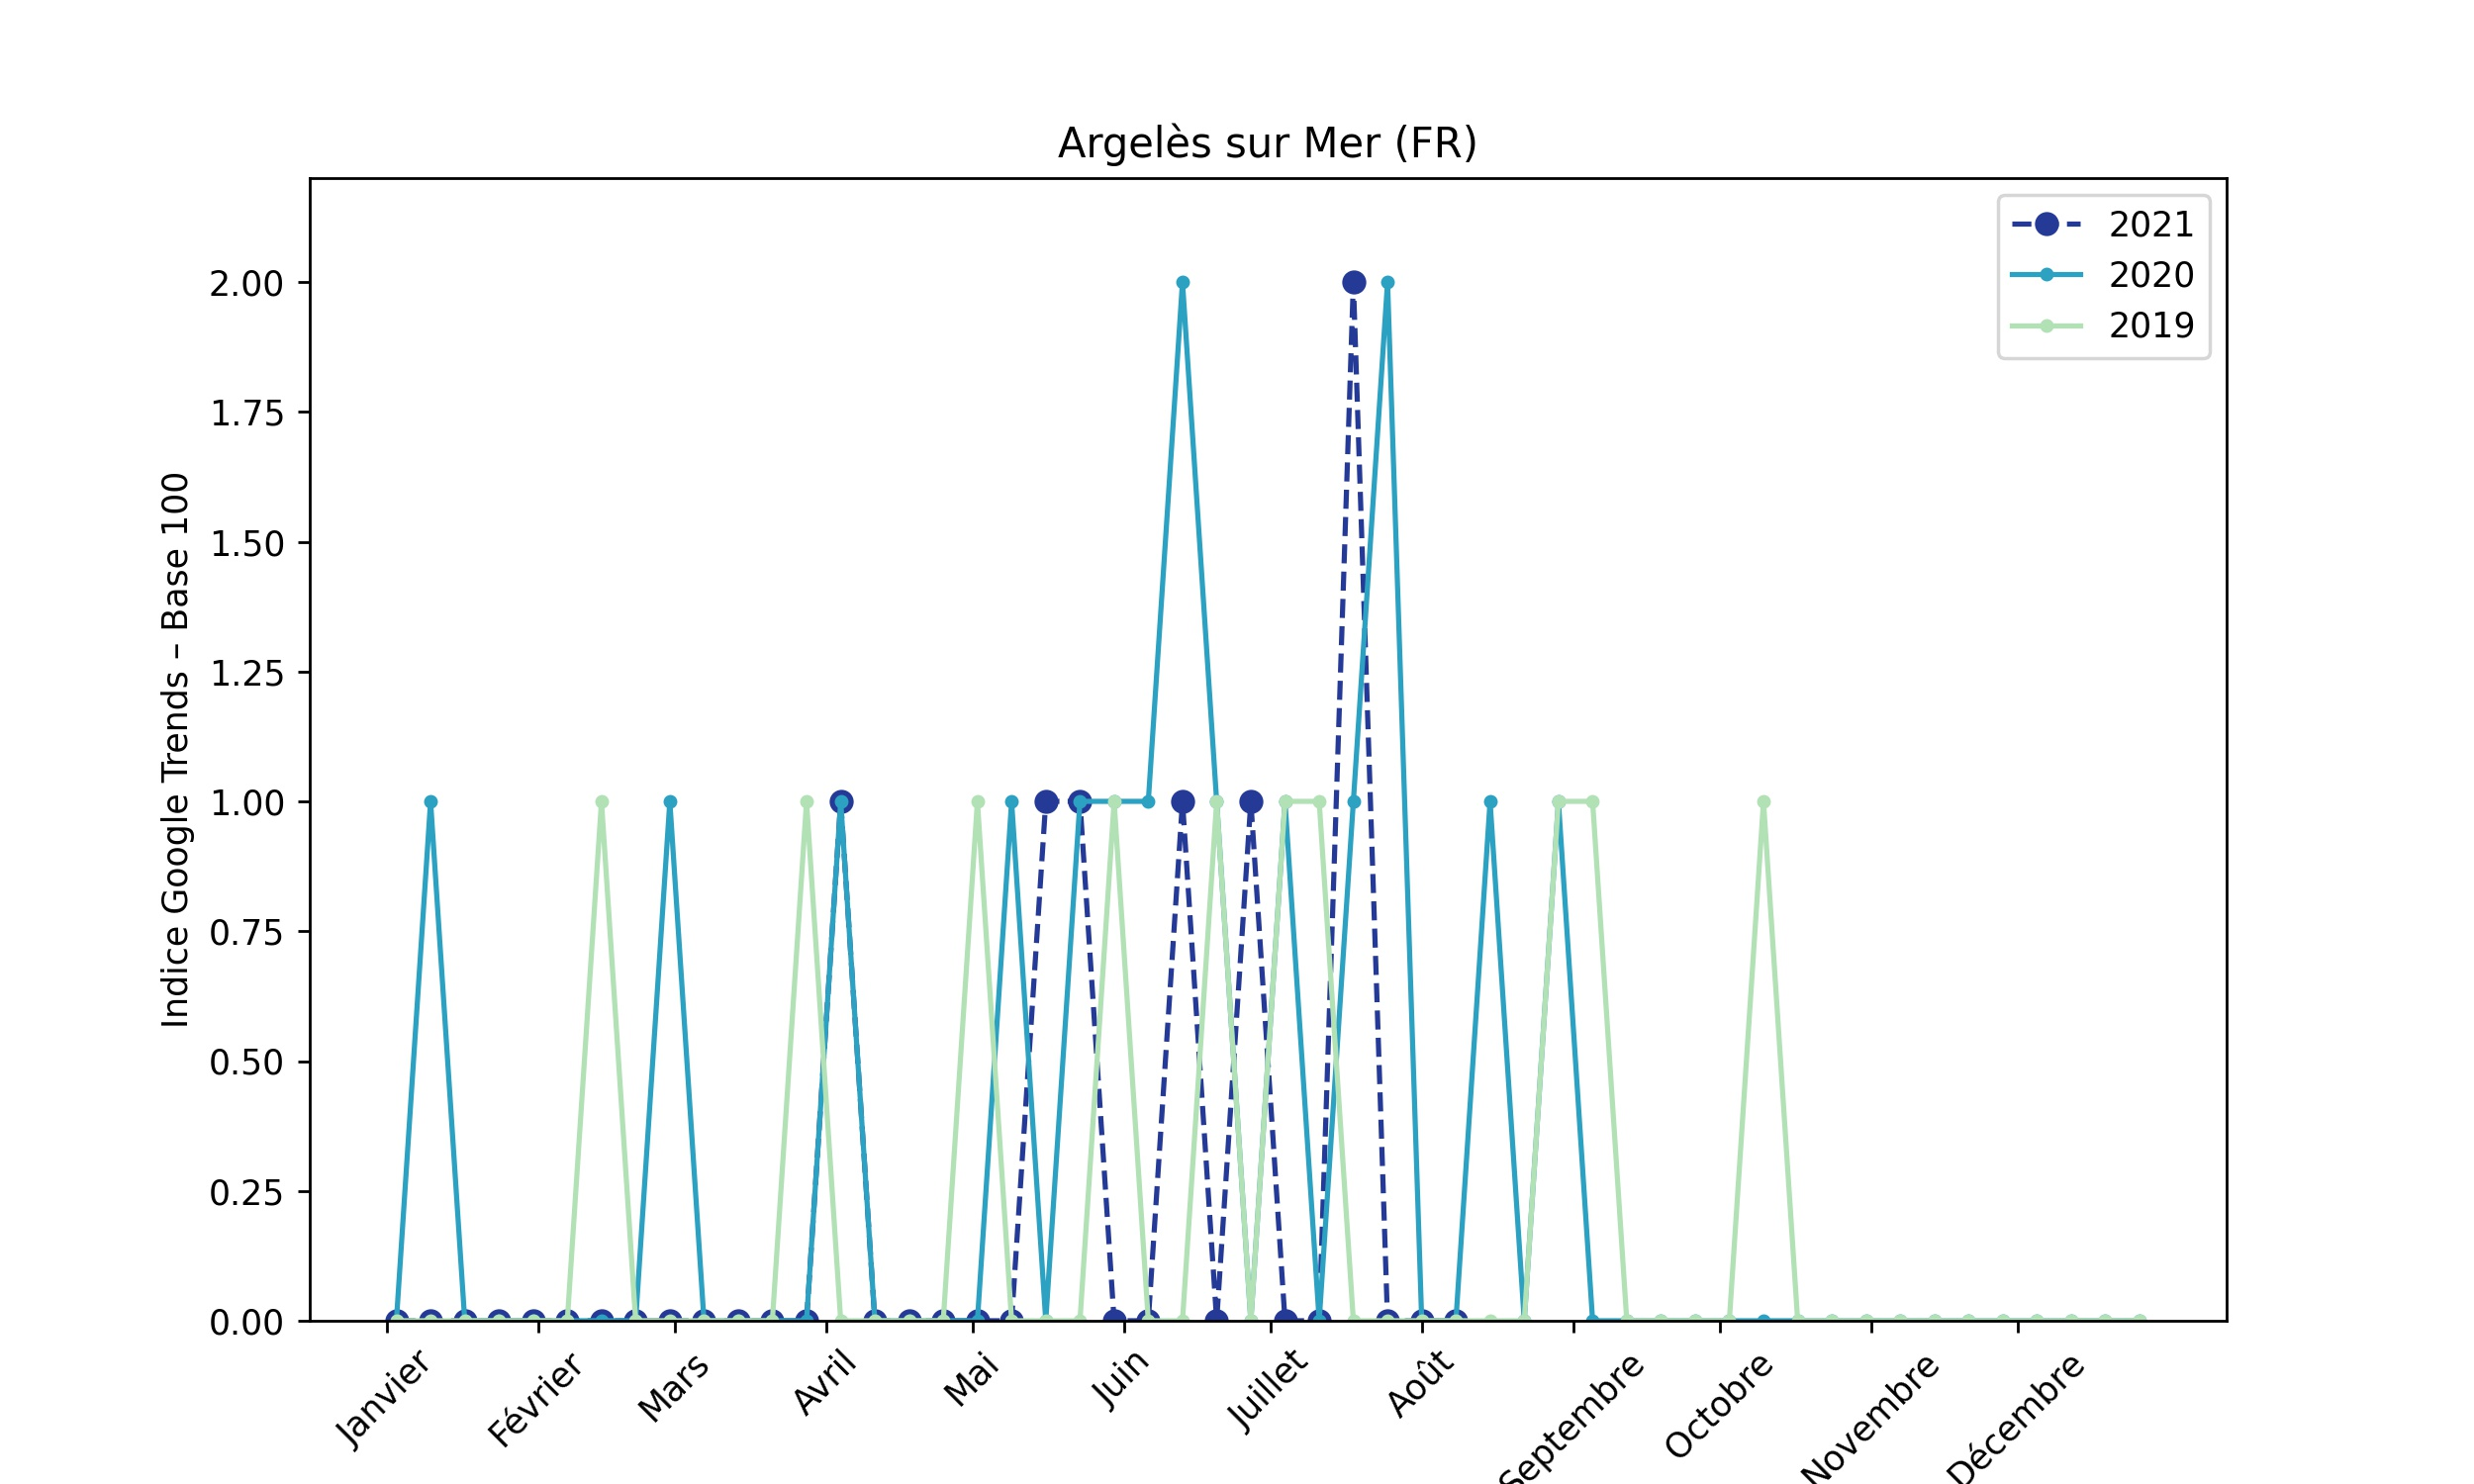 Argelès sur Mer (FR)
2021
2020
2019
Indice Google Trends – Base 100
2.00
1.75
1.50
1.25
1.00
0.75
0.50
0.25
0.00
Janvier
Février
Mars
Avril
Mai
Juin
Juillet
Août
Septembre
Octobre
Novembre
Décembre